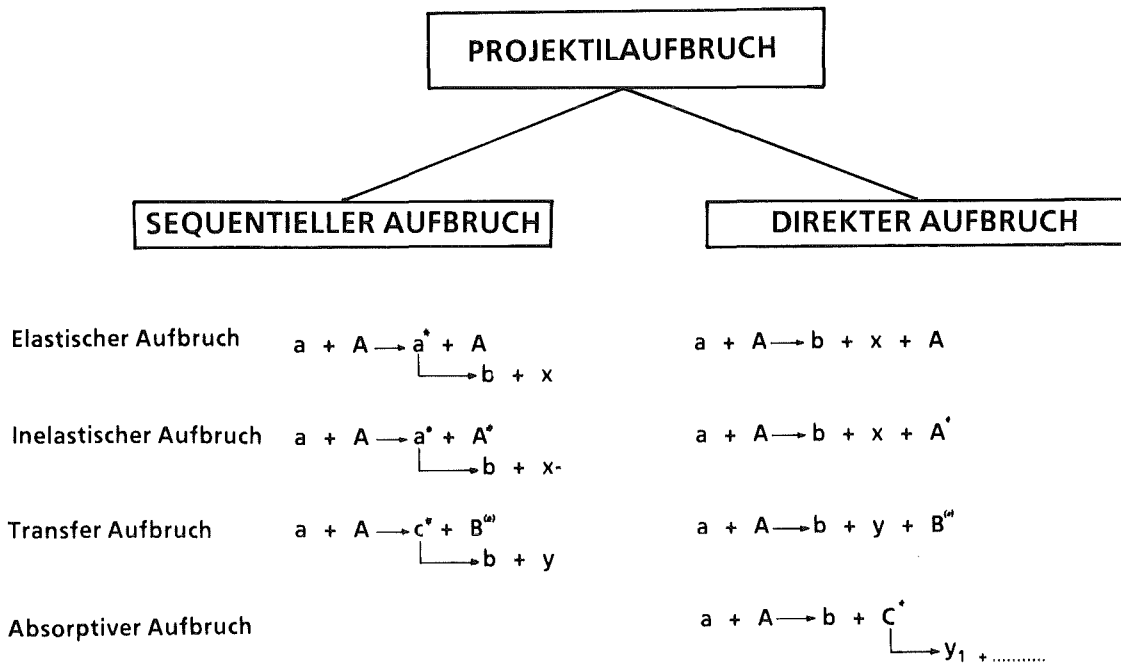 PROJEKTILAUFBRUCH
SEQUENTIELLER AUFBRUCH DIREKTER AUFBRUCH
Elastischer Aufbruch a + A → a* + A a + A → b + x + A
b + x
Inelastischer Aufbruch a + A → a* + A* a + A → b + x + A*
b + x-
Transfer Aufbruch a + A → c* + B(*) a + A → b + y + B(*)
b + y
Absorptiver Aufbruch a + A → b + C*
y₁ + ...........